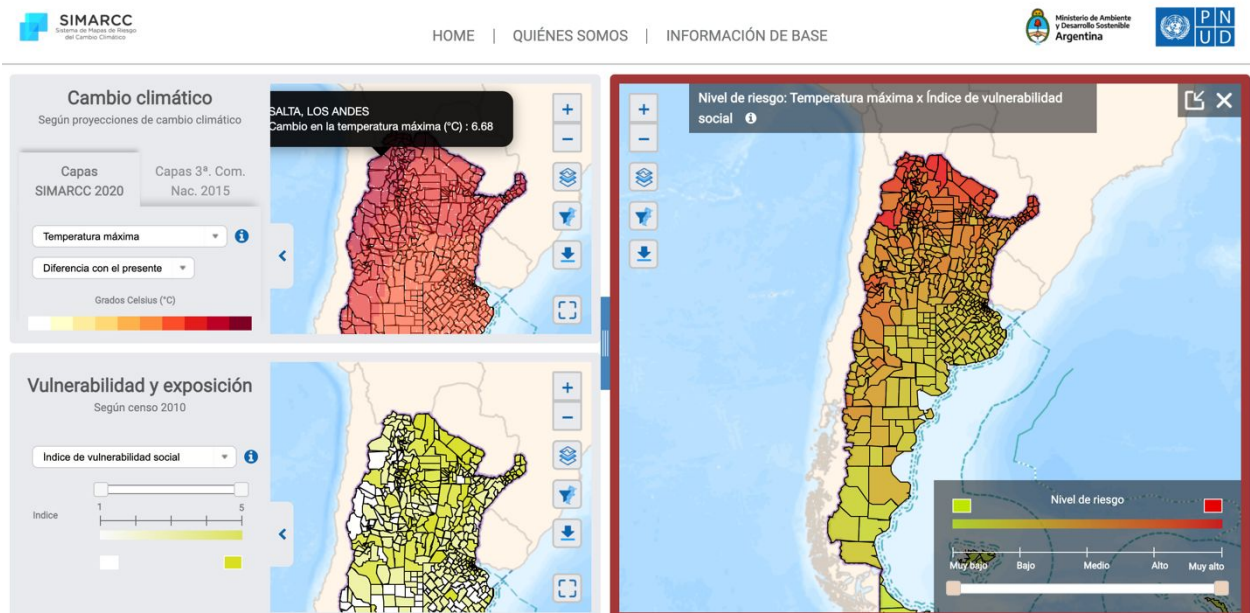 SIMARCC
Sistema de Mapas de Riesgo
del Cambio Climático
HOME | QUIÉNES SOMOS | INFORMACIÓN DE BASE
Ministerio de Ambiente
y Desarrollo Sostenible
Argentina
P N
U D
Cambio climático
Según proyecciones de cambio climático
Capas
SIMARCC 2020
Capas 3ª. Com.
Nac. 2015
Temperatura máxima
Diferencia con el presente
Grados Celsius (°C)
SALTA, LOS ANDES
Cambio en la temperatura máxima (°C) : 6.68
Vulnerabilidad y exposición
Según censo 2010
Indice de vulnerabilidad social
Indice
1 5
Nivel de riesgo: Temperatura máxima x Índice de vulnerabilidad
social
Nivel de riesgo
Muy bajo Bajo Medio Alto Muy alto